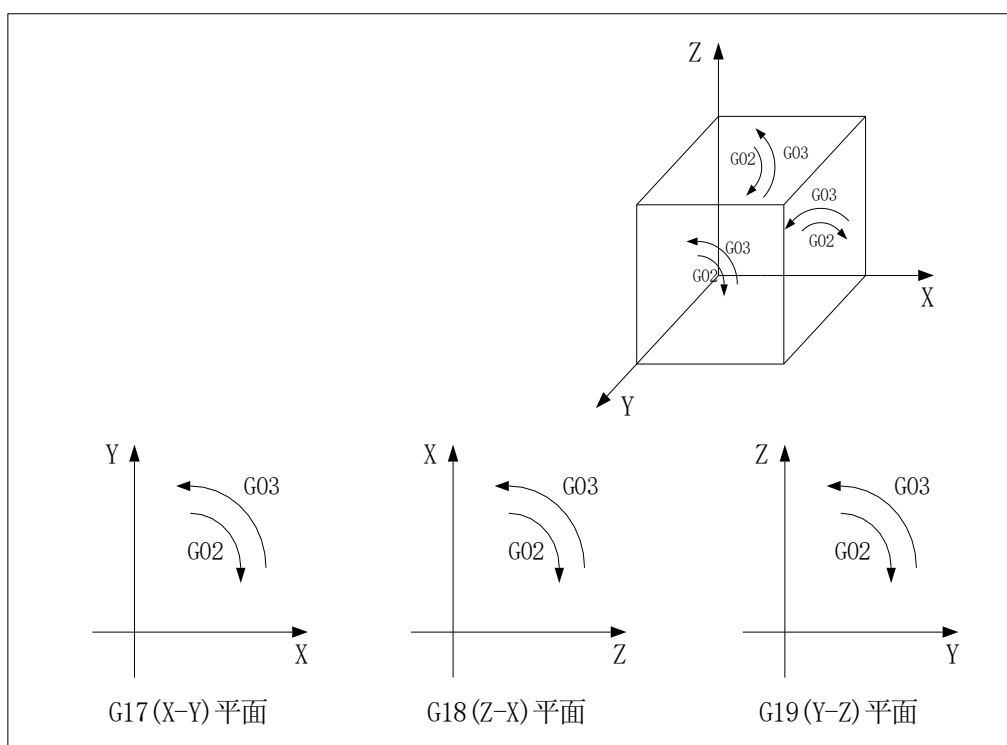 Z
G02
G03
G03
G02
G03
G02
X
Y
Y
G03
G02
X
G17(X-Y)平面
X
G03
G02
Z
G18(Z-X)平面
Z
G03
G02
Y
G19(Y-Z)平面